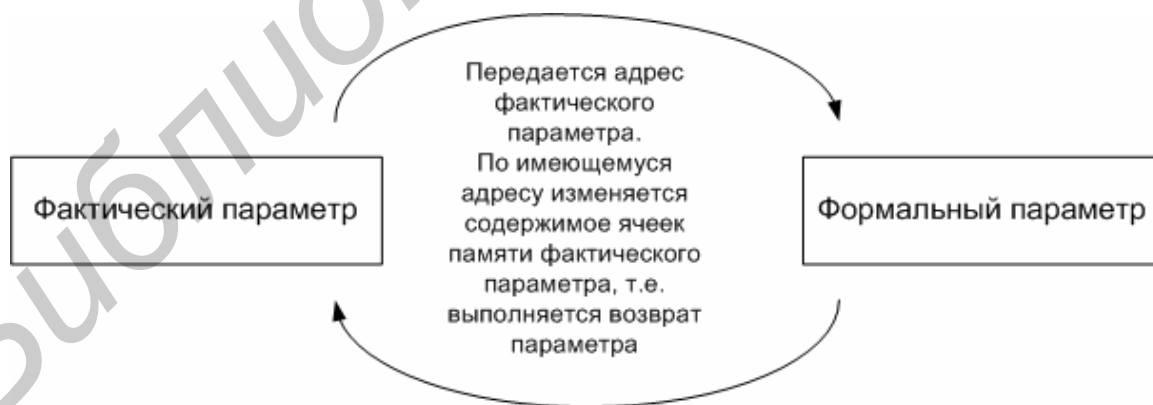 Передается адрес
фактического
параметра.
По имеющемуся
адресу изменяется
содержимое ячеек
памяти фактического
параметра, т.е.
выполняется возврат
параметра
Фактический параметр
Формальный параметр